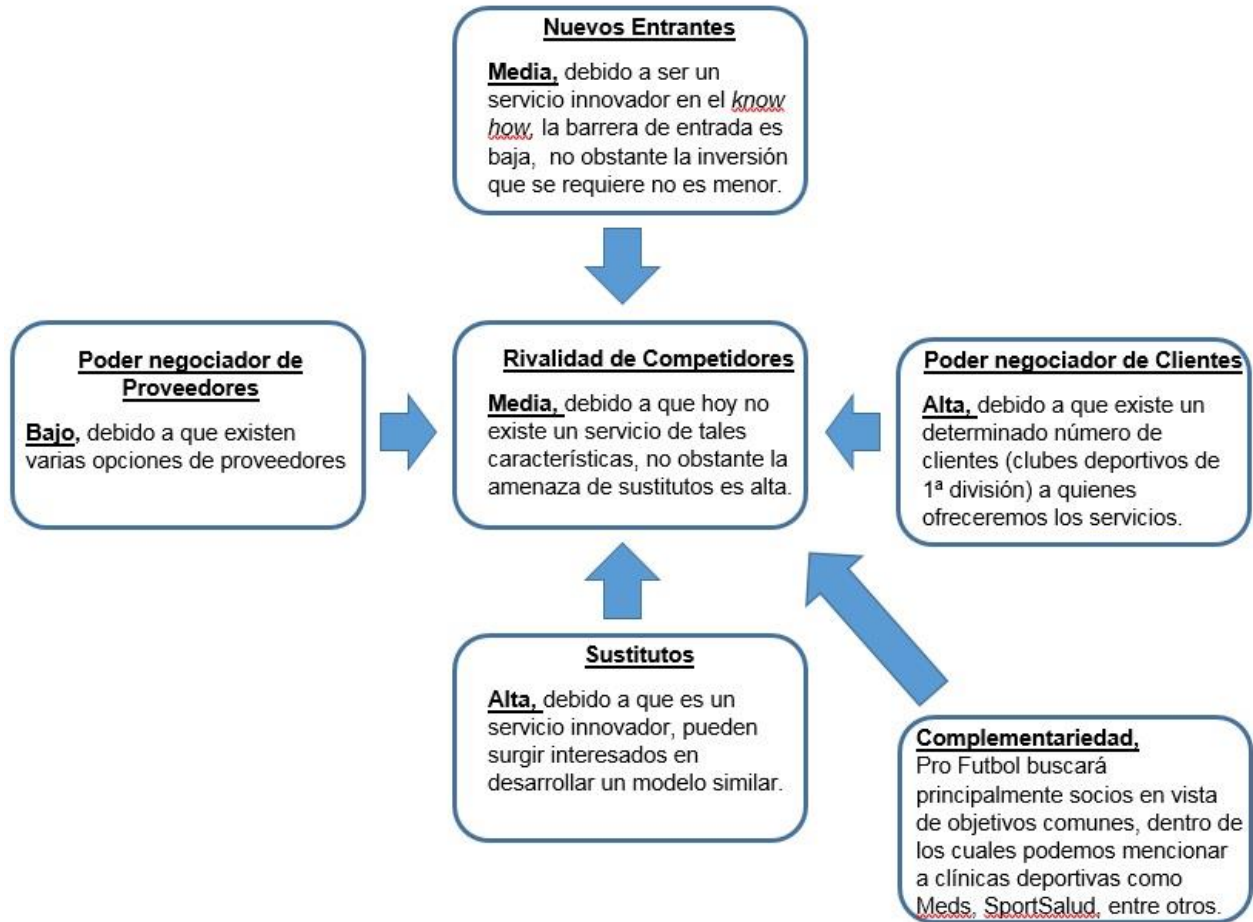 Nuevos Entrantes
Media, debido a ser un
servicio innovador en el know
how, la barrera de entrada es
baja,  no obstante la inversión
que se requiere no es menor.
Poder negociador de
Proveedores
Bajo, debido a que existen
varias opciones de proveedores
Rivalidad de Competidores
Media, debido a que hoy no
existe un servicio de tales
características, no obstante la
amenaza de sustitutos es alta.
Poder negociador de Clientes
Alta, debido a que existe un
determinado número de
clientes (clubes deportivos de
1ª división) a quienes
ofreceremos los servicios.
Sustitutos
Alta, debido a que es un
servicio innovador, pueden
surgir interesados en
desarrollar un modelo similar.
Complementariedad,
Pro Futbol buscará
principalmente socios en vista
de objetivos comunes, dentro de
los cuales podemos mencionar
a clínicas deportivas como
Meds, SportSalud, entre otros.